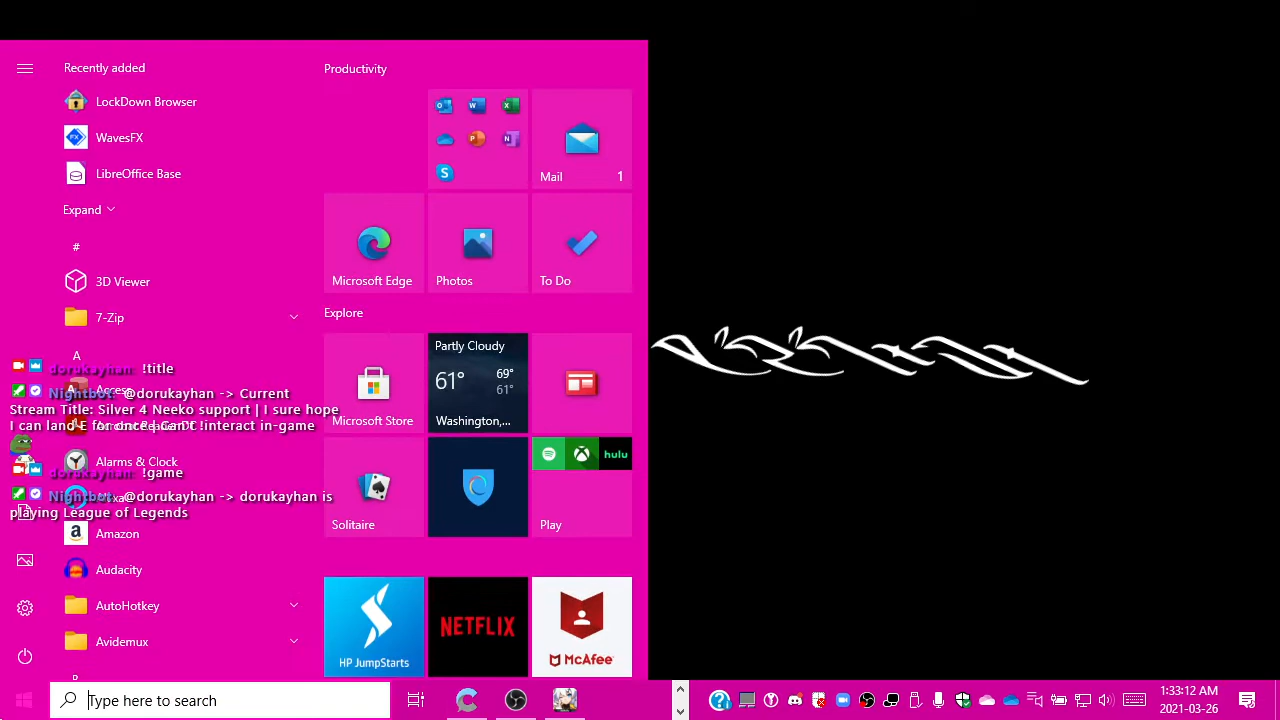 Recently added
LockDown Browser
WavesFX
LibreOffice Base
Expand
#
3D Viewer
7-Zip
A
Access
Alarms & Clock
Amazon
Audacity
AutoHotkey
Avidemux
dorukayhan: !title
Nightbot: @dorukayhan -> Current
Stream Title: Silver 4 Neeko support | I sure hope
I can land E for once | Can't !interact in-game
dorukayhan: !game
Nightbot: @dorukayhan -> dorukayhan is
playing League of Legends
Productivity
Mail 1
Microsoft Edge
Photos
To Do
Explore
Microsoft Store
Partly Cloudy
61° 69°
61°
Washington,...
Solitaire
hulu
Play
HP JumpStarts
NETFLIX
McAfee
Type here to search
1:33:12 AM
2021-03-26